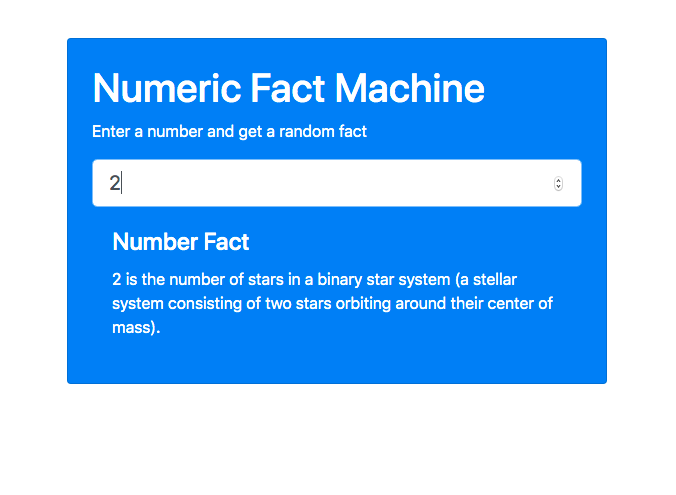 Numeric Fact Machine
Enter a number and get a random fact
2
Number Fact
2 is the number of stars in a binary star system (a stellar
system consisting of two stars orbiting around their center of
mass).